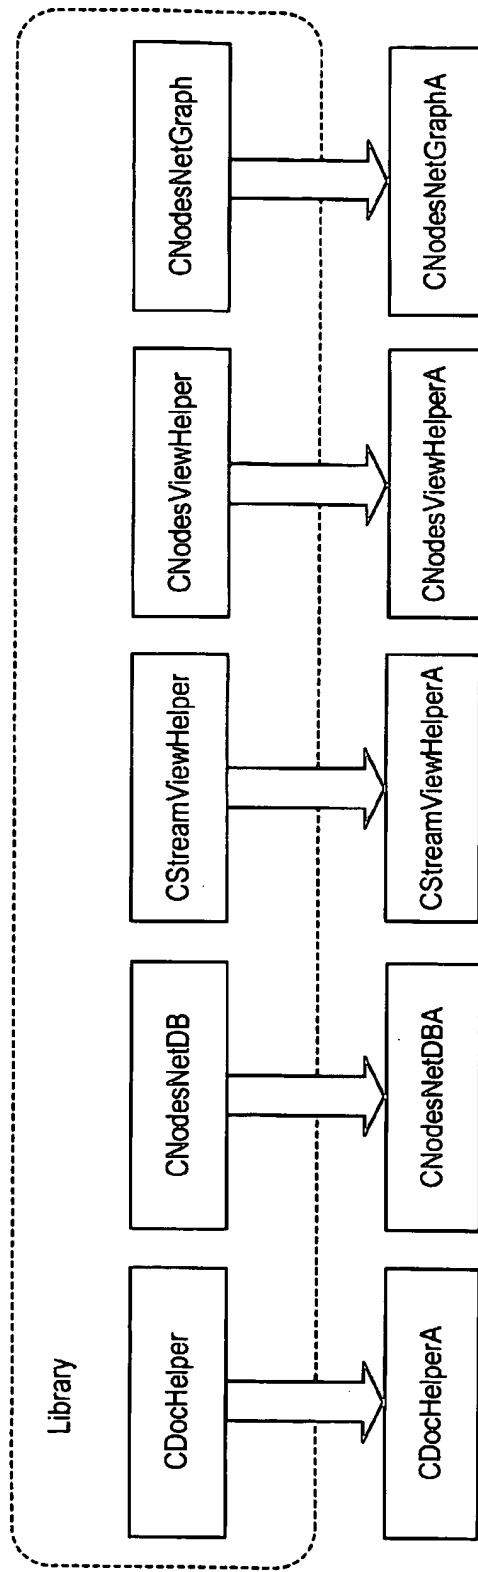 Library
CDocHelper
CNodesNetDB
CStreamViewHelper
CNodesViewHelper
CNodesNetGraph
CDocHelperA
CNodesNetDBA
CStreamViewHelperA
CNodesViewHelperA
CNodesNetGraphA